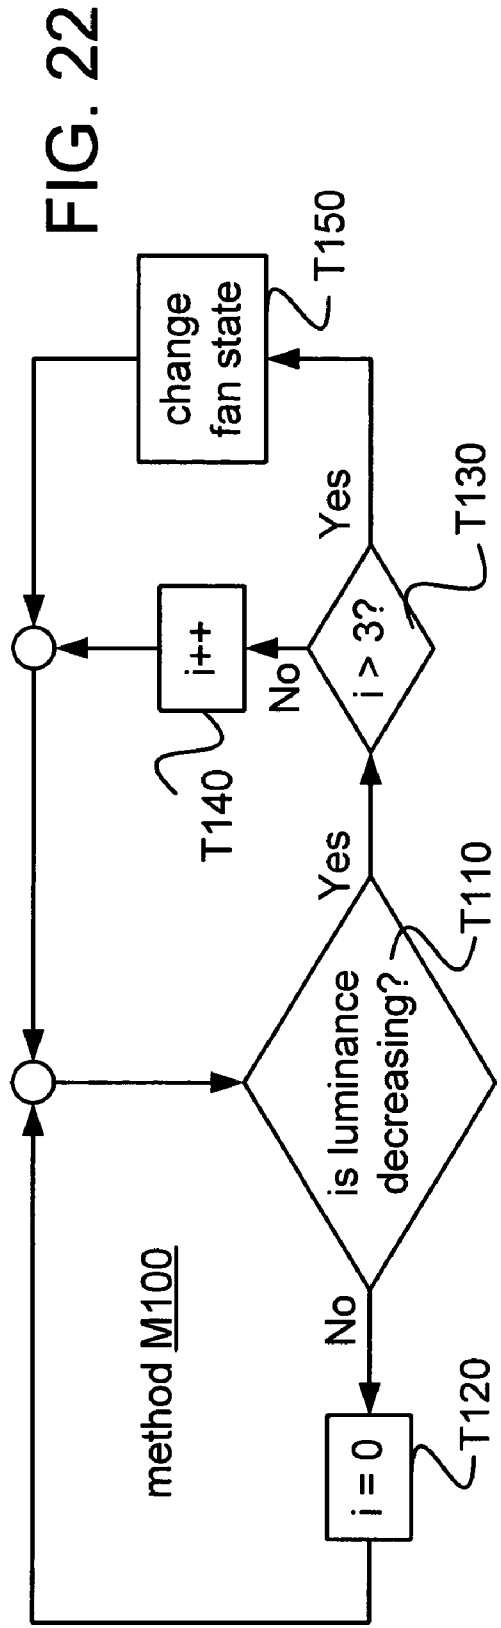 FIG. 22
method M100
is luminance
decreasing?
T110
No
i = 0
T120
Yes
i > 3?
T130
No
i++
T140
Yes
change
fan state
T150